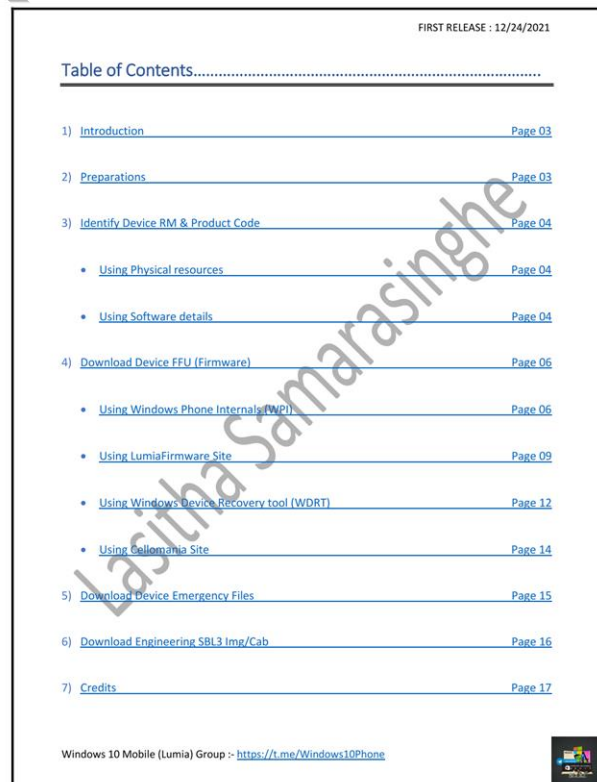 FIRST RELEASE : 12/24/2021
Table of Contents……………………………………………………………………….
1) Introduction Page 03
2) Preparations Page 03
3) Identify Device RM & Product Code Page 04
• Using Physical resources Page 04
• Using Software details Page 04
4) Download Device FFU (Firmware) Page 06
• Using Windows Phone Internals (WPI) Page 06
• Using LumiaFirmware Site Page 09
• Using Windows Device Recovery tool (WDRT) Page 12
• Using Cellomania Site Page 14
5) Download Device Emergency Files Page 15
6) Download Engineering SBL3 Img/Cab Page 16
7) Credits Page 17
Lasitha Samarasinghe
Windows 10 Mobile (Lumia) Group :- https://t.me/Windows10Phone